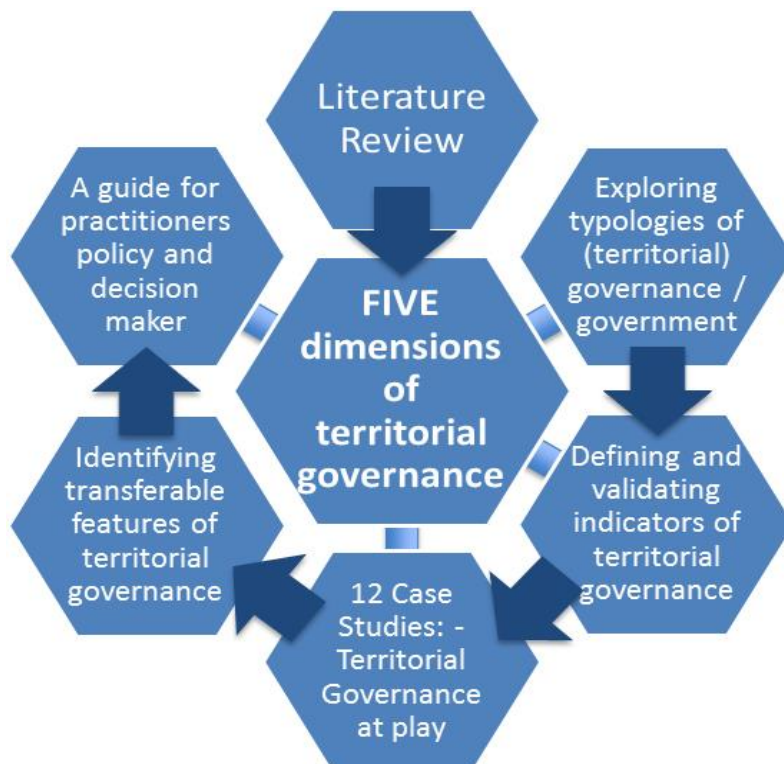 Literature
Review
Exploring
typologies of
(territorial)
governance /
government
Defining and
validating
indicators of
territorial
governance
12 Case
Studies: -
Territorial
Governance
at play
Identifying
transferable
features of
territorial
governance
A guide for
practitioners
policy and
decision
maker
FIVE
dimensions
of
territorial
governance